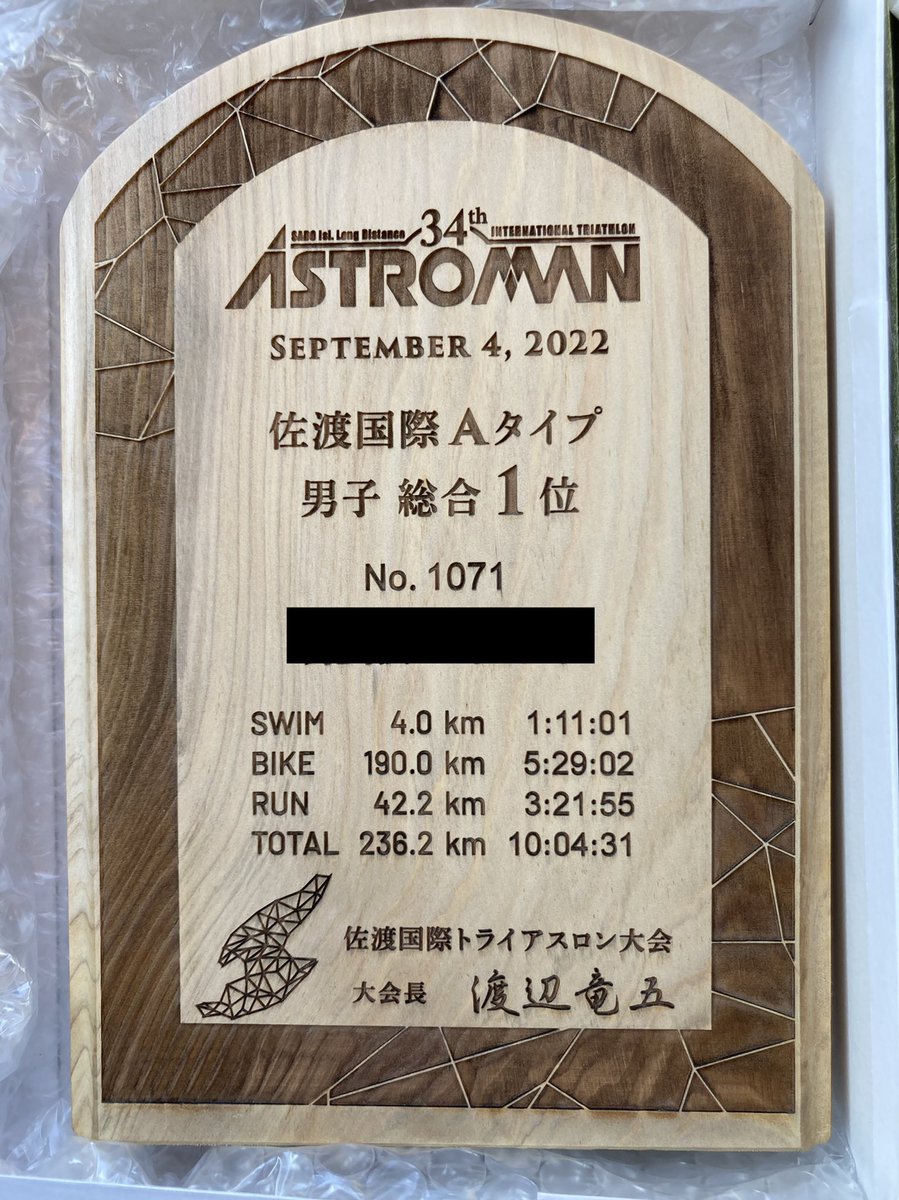 SADO Isl. Long Distance 34th INTERNATIONAL TRIATHLON
ASTROMAN
SEPTEMBER 4, 2022
佐渡国際 Aタイプ
男子 総合 1 位
No. 1071
SWIM 4.0 km 1:11:01
BIKE 190.0 km 5:29:02
RUN 42.2 km 3:21:55
TOTAL 236.2 km 10:04:31
佐渡国際トライアスロン大会
大会長 渡辺竜五